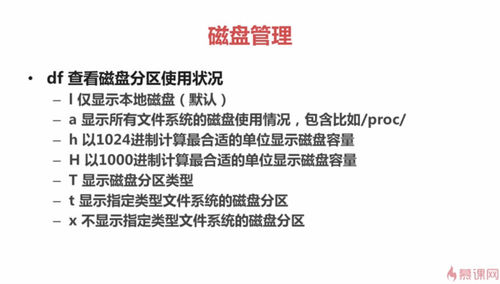 磁盘管理
• df 查看磁盘分区使用状况
– l 仅显示本地磁盘（默认）
– a 显示所有文件系统的磁盘使用情况，包含比如/proc/
– h 以1024进制计算最合适的单位显示磁盘容量
– H 以1000进制计算最合适的单位显示磁盘容量
– T 显示磁盘分区类型
– t 显示指定类型文件系统的磁盘分区
– x 不显示指定类型文件系统的磁盘分区
慕课网